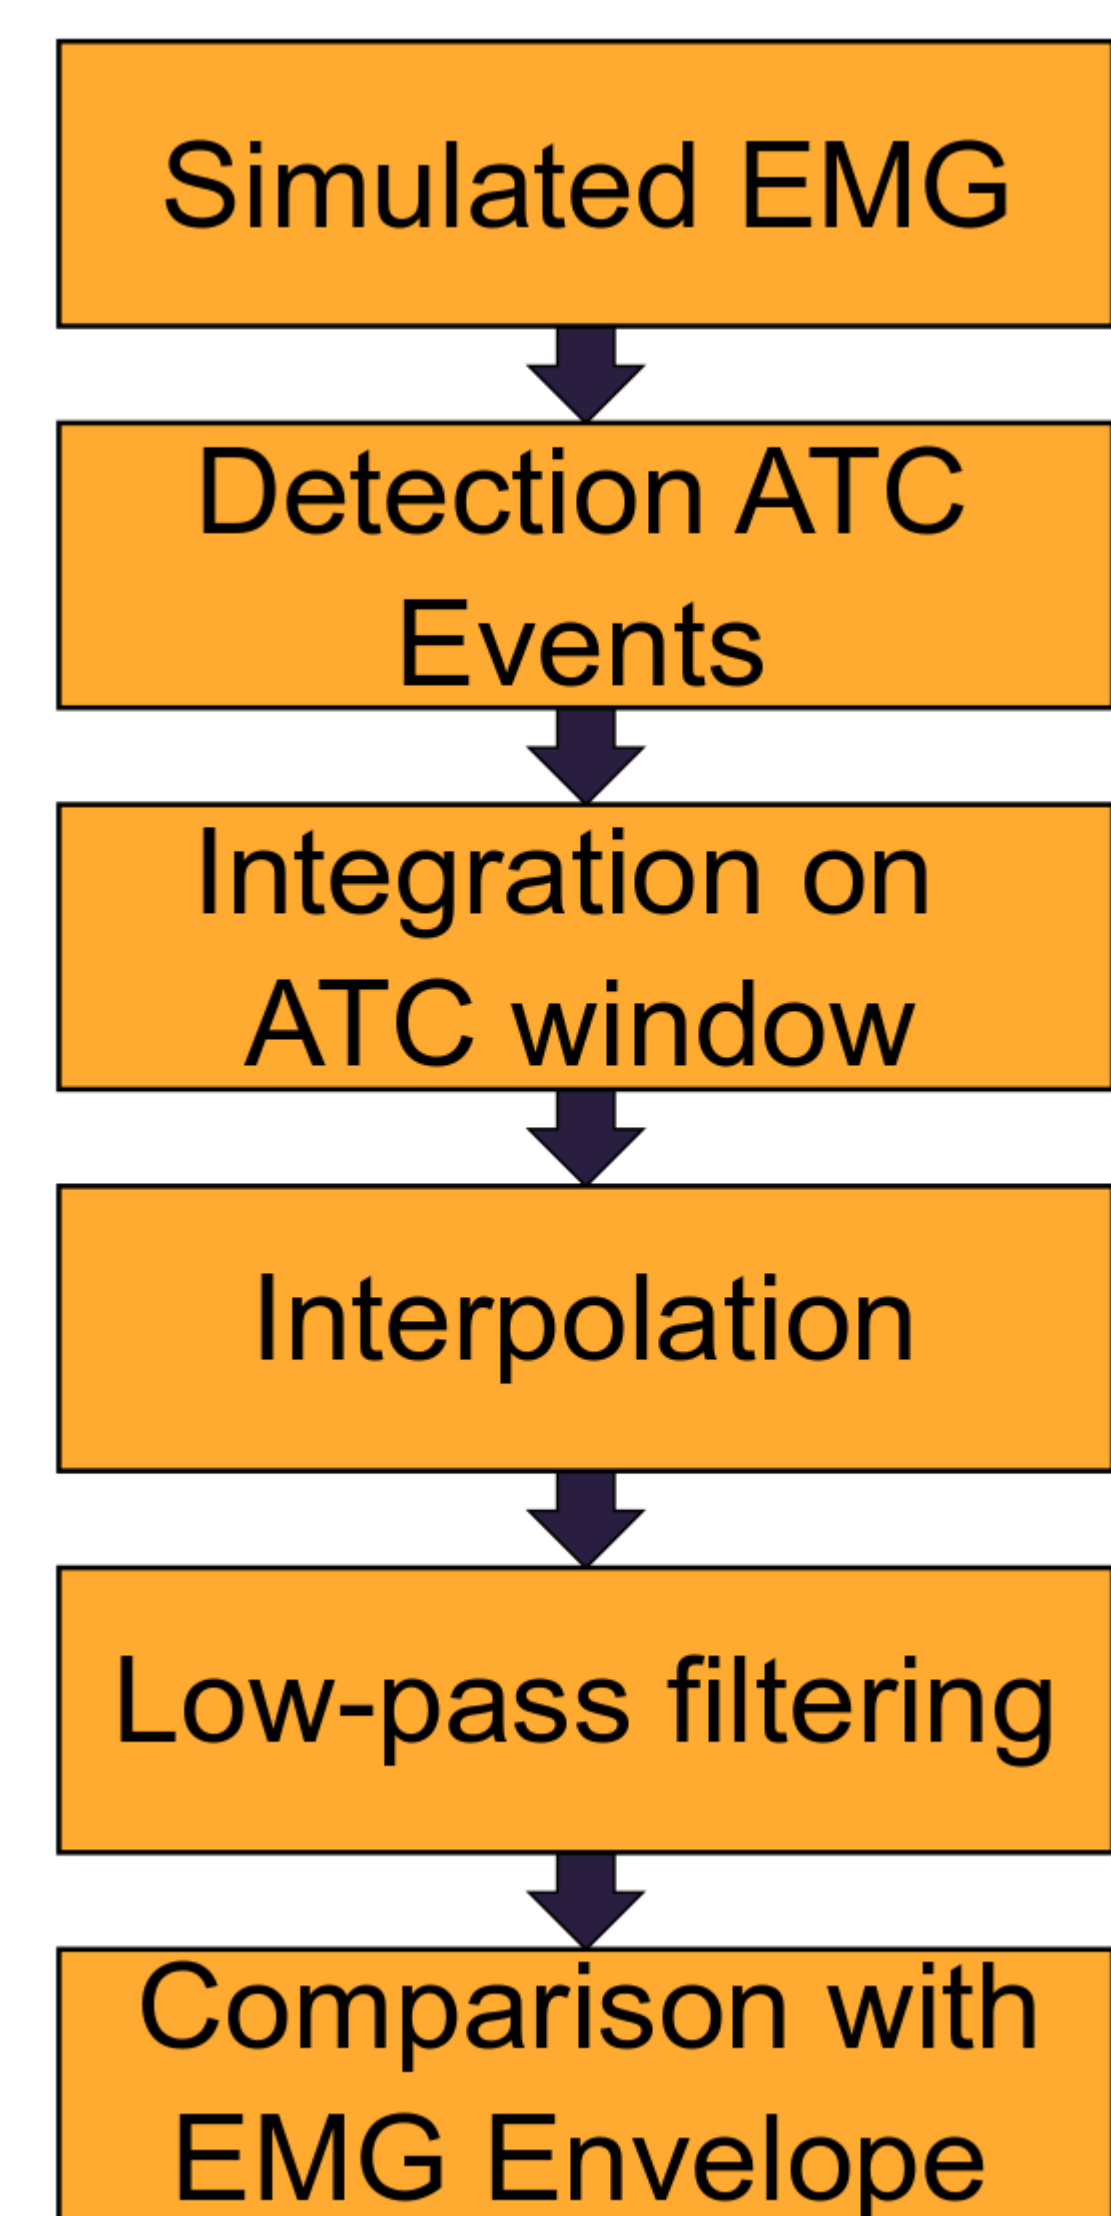 Simulated EMG
Detection ATC
Events
Integration on
ATC window
Interpolation
Low-pass filtering
Comparison with
EMG Envelope